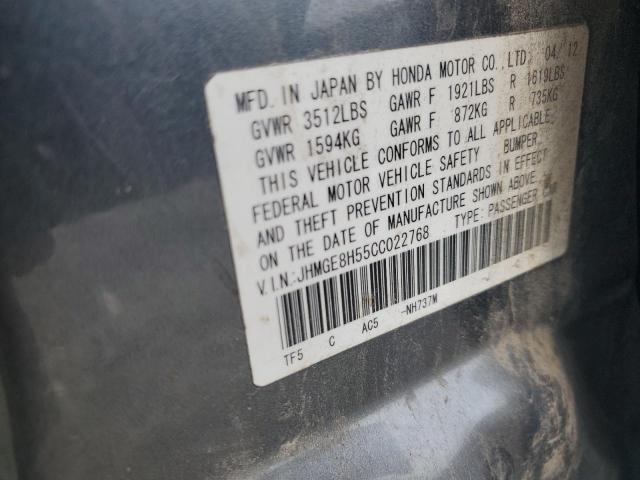 MFD. IN JAPAN BY HONDA MOTOR CO., LTD. 04/12
GVWR 3512LBS GAWR F 1921LBS R 1619LBS
GVWR 1594KG GAWR F 872KG R 735KG
THIS VEHICLE CONFORMS TO ALL APPLICABLE
FEDERAL MOTOR VEHICLE SAFETY BUMPER,
AND THEFT PREVENTION STANDARDS IN EFFECT
ON THE DATE OF MANUFACTURE SHOWN ABOVE.
V.I.N:JHMGE8H55CC022768 TYPE: PASSENGER
TF5 C AC5 -NH737M